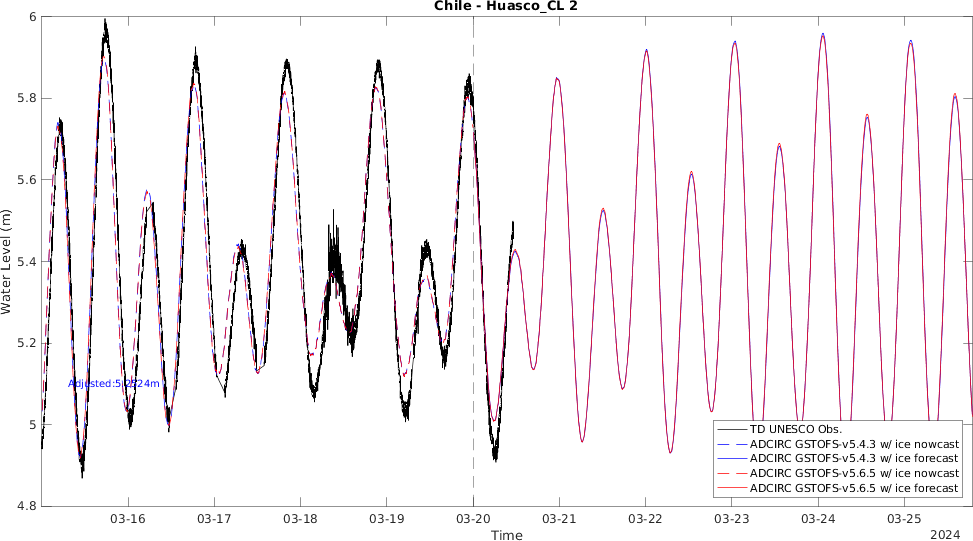 Chile - Huasco_CL 2
6
5.8
5.6
5.4
5.2
5
4.8
Water Level (m)
TD UNESCO Obs.
ADCIRC GSTOFS-v5.4.3 w/ ice nowcast
ADCIRC GSTOFS-v5.4.3 w/ ice forecast
ADCIRC GSTOFS-v5.6.5 w/ ice nowcast
ADCIRC GSTOFS-v5.6.5 w/ ice forecast
03-16 03-17 03-18 03-19 03-20 03-21 03-22 03-23 03-24 03-25
Time
2024